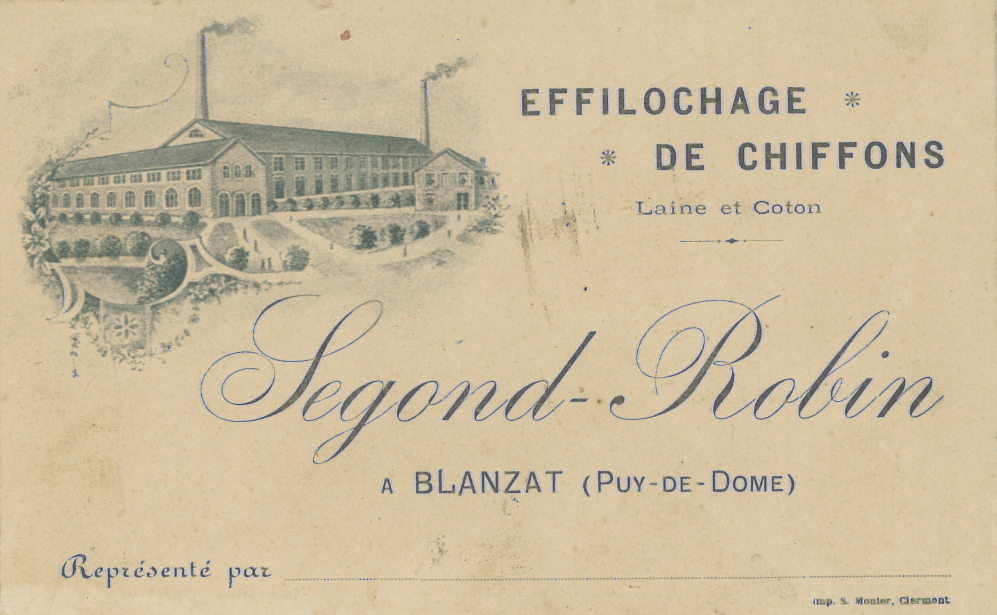 EFFILOCHAGE
DE CHIFFONS
Laine et Coton
Segond-Robin
A BLANZAT (PUY-DE-DOME)
Représenté par
Imp. S. Monier, Clermont.